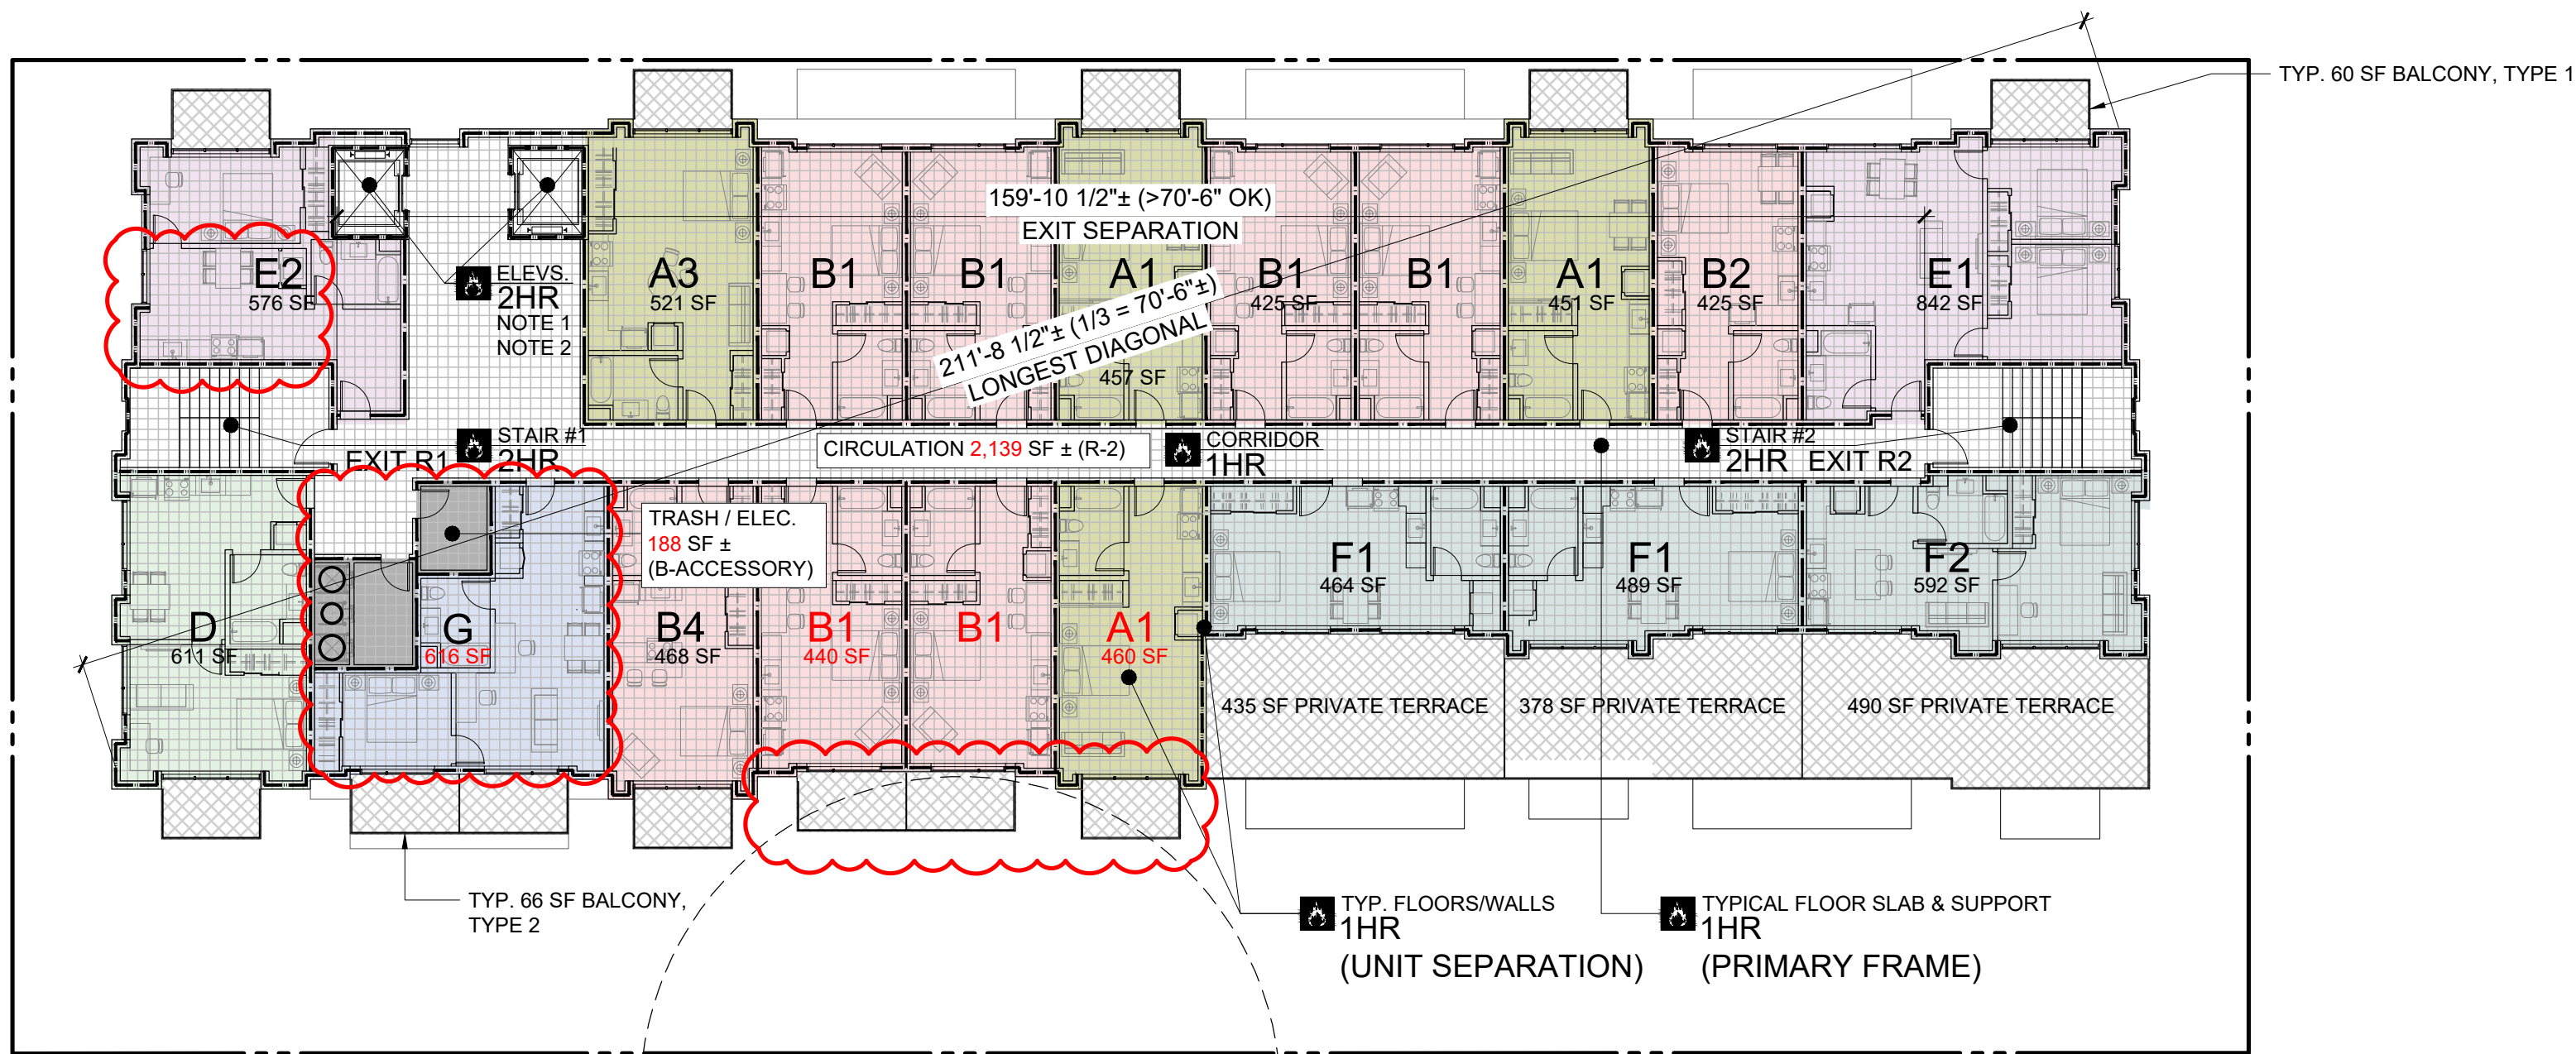 TYP. 60 SF BALCONY, TYPE 1
159'-10 1/2"± (>70'-6" OK)
EXIT SEPARATION
211'-8 1/2"± (1/3 = 70'-6"±)
LONGEST DIAGONAL
E2
576 SF
ELEVS.
2HR
NOTE 1
NOTE 2
A3
521 SF
B1
B1
A1
457 SF
B1
425 SF
B1
A1
451 SF
B2
425 SF
E1
842 SF
STAIR #1
2HR
EXIT R1
CIRCULATION 2,139 SF ± (R-2)
CORRIDOR
1HR
STAIR #2
2HR EXIT R2
TRASH / ELEC.
188 SF ±
(B-ACCESSORY)
D
611 SF
G
616 SF
B4
468 SF
B1
440 SF
B1
A1
460 SF
F1
464 SF
F1
489 SF
F2
592 SF
435 SF PRIVATE TERRACE
378 SF PRIVATE TERRACE
490 SF PRIVATE TERRACE
TYP. 66 SF BALCONY,
TYPE 2
TYP. FLOORS/WALLS
1HR
(UNIT SEPARATION)
TYPICAL FLOOR SLAB & SUPPORT
1HR
(PRIMARY FRAME)